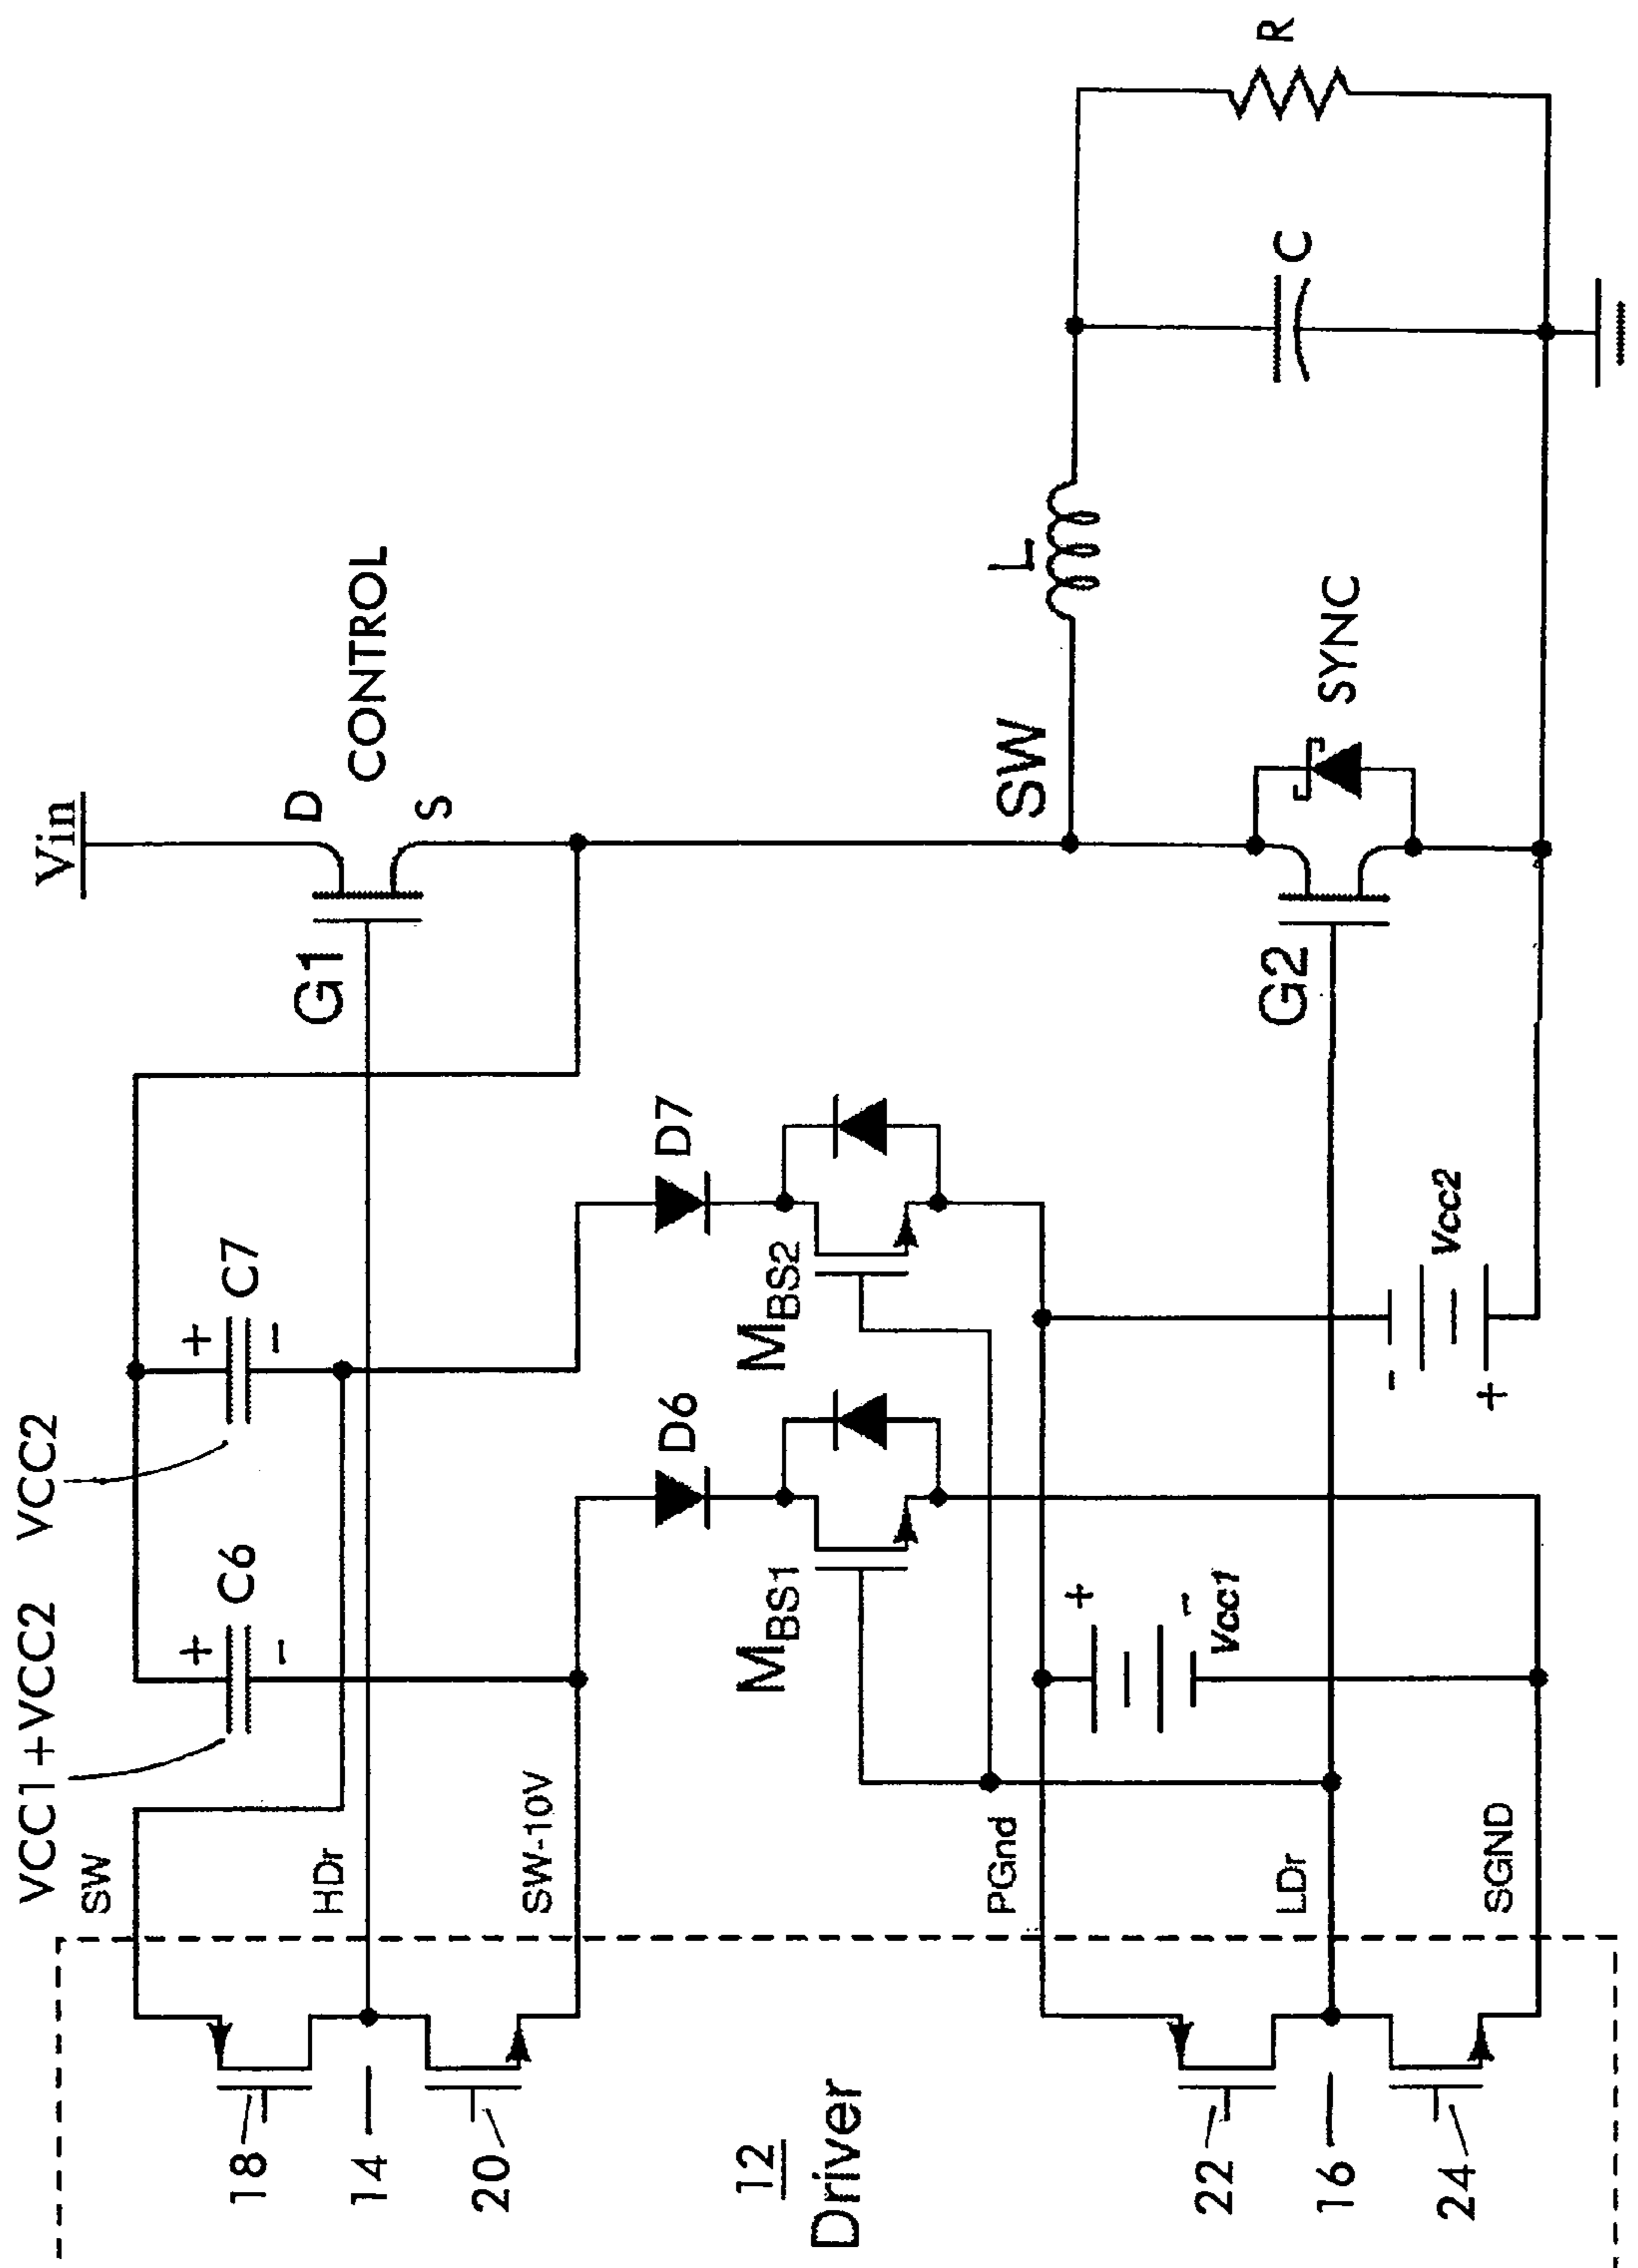 Vin
D
CONTROL
S
G1
VCC1+VCC2
VCC2
C6
+
-
C7
+
-
SW
HDr
SW-10V
18
14
20
12
Driver
D6
D7
MBS1
MBS2
PGnd
LDr
SGND
22
16
24
+
-
Vcc1
-
+
Vcc2
G2
SYNC
SW
L
C
R